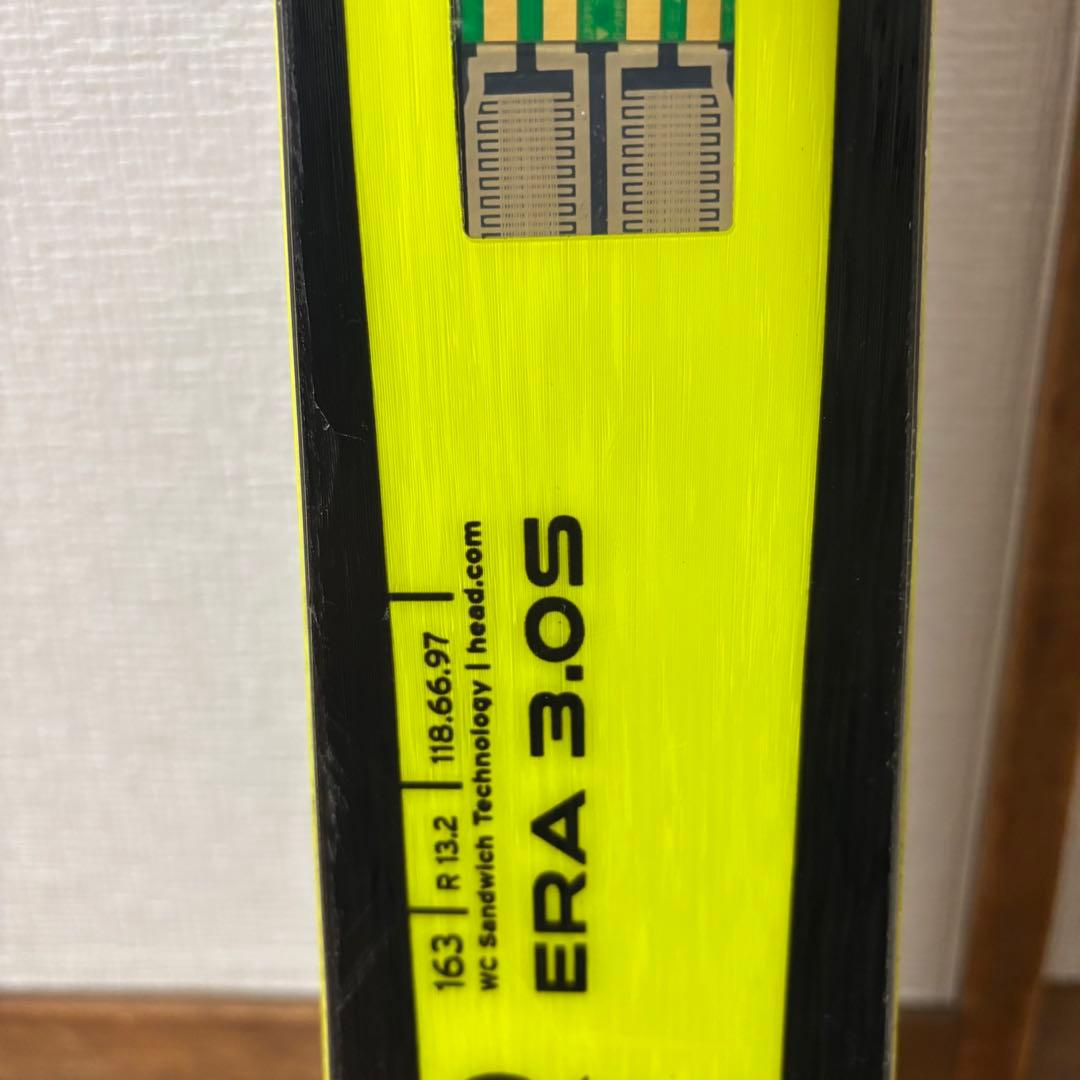 163 | R 13.2 | 118.66.97 |
WC Sandwich Technology | head.com
ERA 3.0S